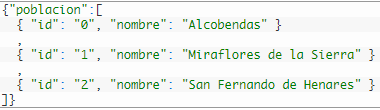 {"poblacion":[
{ "id": "0", "nombre": "Alcobendas" }
,
{ "id": "1", "nombre": "Miraflores de la Sierra" }
,
{ "id": "2", "nombre": "San Fernando de Henares" }
]}